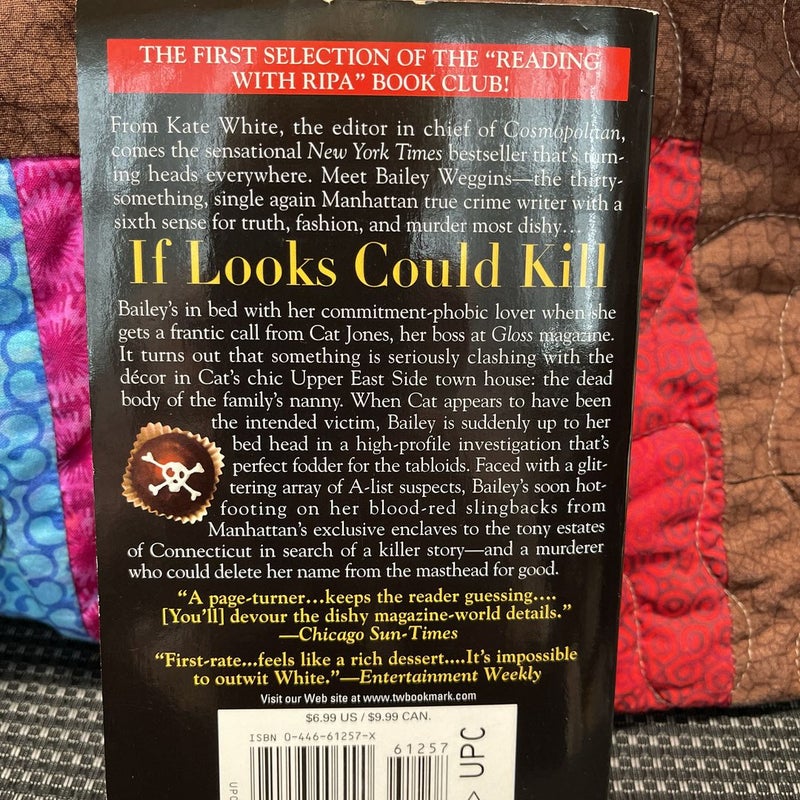 THE FIRST SELECTION OF THE “READING
WITH RIPA” BOOK CLUB!
From Kate White, the editor in chief of Cosmopolitan,
comes the sensational New York Times bestseller that’s turn-
ing heads everywhere. Meet Bailey Weggins—the thirty-
something, single again Manhattan true crime writer with a
sixth sense for truth, fashion, and murder most dishy…
If Looks Could Kill
Bailey’s in bed with her commitment-phobic lover when she
gets a frantic call from Cat Jones, her boss at Gloss magazine.
It turns out that something is seriously clashing with the
décor in Cat’s chic Upper East Side town house: the dead
body of the family’s nanny. When Cat appears to have been
the intended victim, Bailey is suddenly up to her
bed head in a high-profile investigation that’s
perfect fodder for the tabloids. Faced with a glit-
tering array of A-list suspects, Bailey’s soon hot-
footing on her blood-red slingbacks from
Manhattan’s exclusive enclaves to the tony estates
of Connecticut in search of a killer story—and a murderer
who could delete her name from the masthead for good.
“A page-turner…keeps the reader guessing….
[You’ll] devour the dishy magazine-world details.”
—Chicago Sun-Times
“First-rate…feels like a rich dessert….It’s impossible
to outwit White.”—Entertainment Weekly
Visit our Web site at www.twbookmark.com
$6.99 US / $9.99 CAN.
ISBN 0-446-61257-X
61257
> UPC